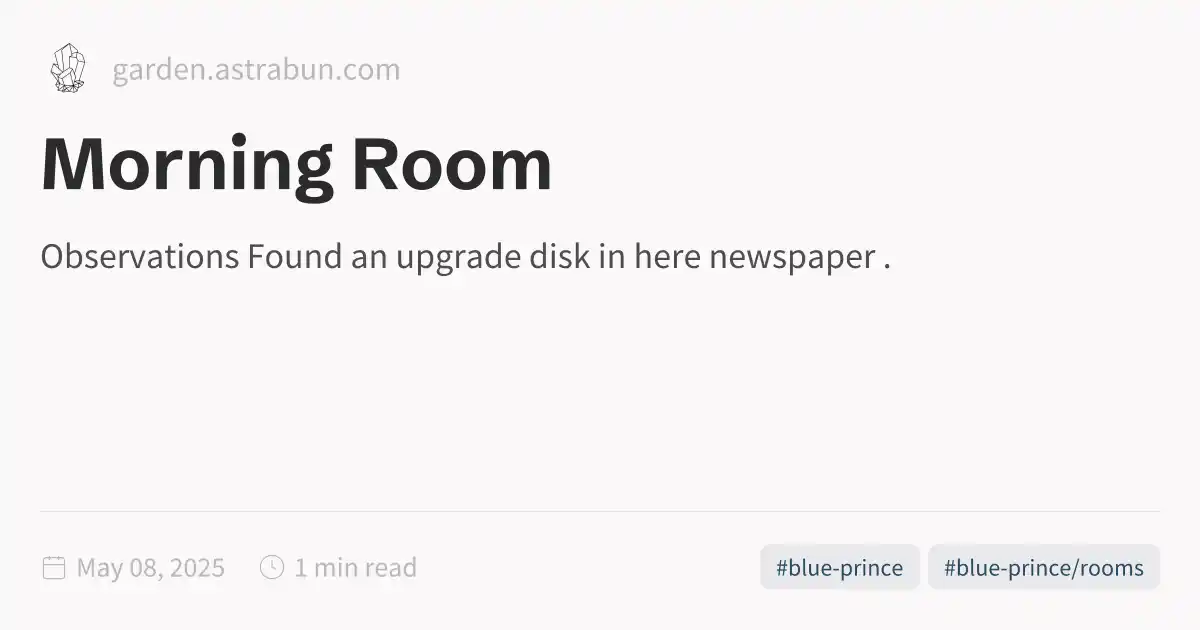 garden.astrabun.com
Morning Room
Observations Found an upgrade disk in here newspaper .
May 08, 2025 1 min read #blue-prince #blue-prince/rooms